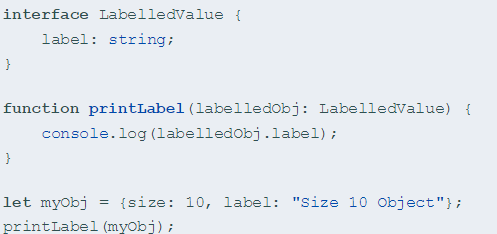 interface LabelledValue {
    label: string;
}
function printLabel(labelledObj: LabelledValue) {
    console.log(labelledObj.label);
}
let myObj = {size: 10, label: "Size 10 Object"};
printLabel(myObj);